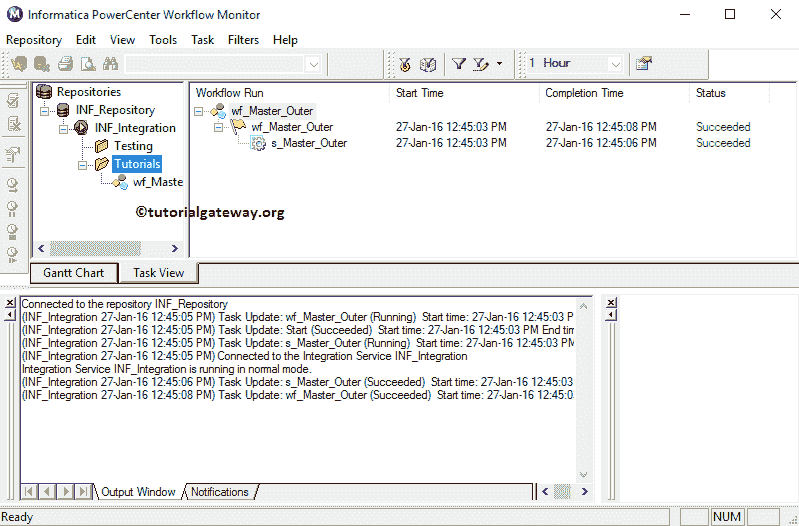 Informatica PowerCenter Workflow Monitor
Repository Edit View Tools Task Filters Help
1 Hour
Repositories
INF_Repository
INF_Integration
Testing
Tutorials
wf_Maste
©tutorialgateway.org
Workflow Run Start Time Completion Time Status
wf_Master_Outer
wf_Master_Outer 27-Jan-16 12:45:03 PM 27-Jan-16 12:45:08 PM Succeeded
s_Master_Outer 27-Jan-16 12:45:03 PM 27-Jan-16 12:45:06 PM Succeeded
Gantt Chart Task View
Connected to the repository INF_Repository
(INF_Integration 27-Jan-16 12:45:05 PM) Task Update: wf_Master_Outer (Running) Start time: 27-Jan-16 12:45:03 P
(INF_Integration 27-Jan-16 12:45:05 PM) Task Update: Start (Succeeded) Start time: 27-Jan-16 12:45:03 PM End tim
(INF_Integration 27-Jan-16 12:45:05 PM) Task Update: s_Master_Outer (Running) Start time: 27-Jan-16 12:45:03 PM
(INF_Integration 27-Jan-16 12:45:05 PM) Connected to the Integration Service INF_Integration
Integration Service INF_Integration is running in normal mode.
(INF_Integration 27-Jan-16 12:45:06 PM) Task Update: s_Master_Outer (Succeeded) Start time: 27-Jan-16 12:45:03
(INF_Integration 27-Jan-16 12:45:08 PM) Task Update: wf_Master_Outer (Succeeded) Start time: 27-Jan-16 12:45:0
Output Window Notifications
Ready NUM